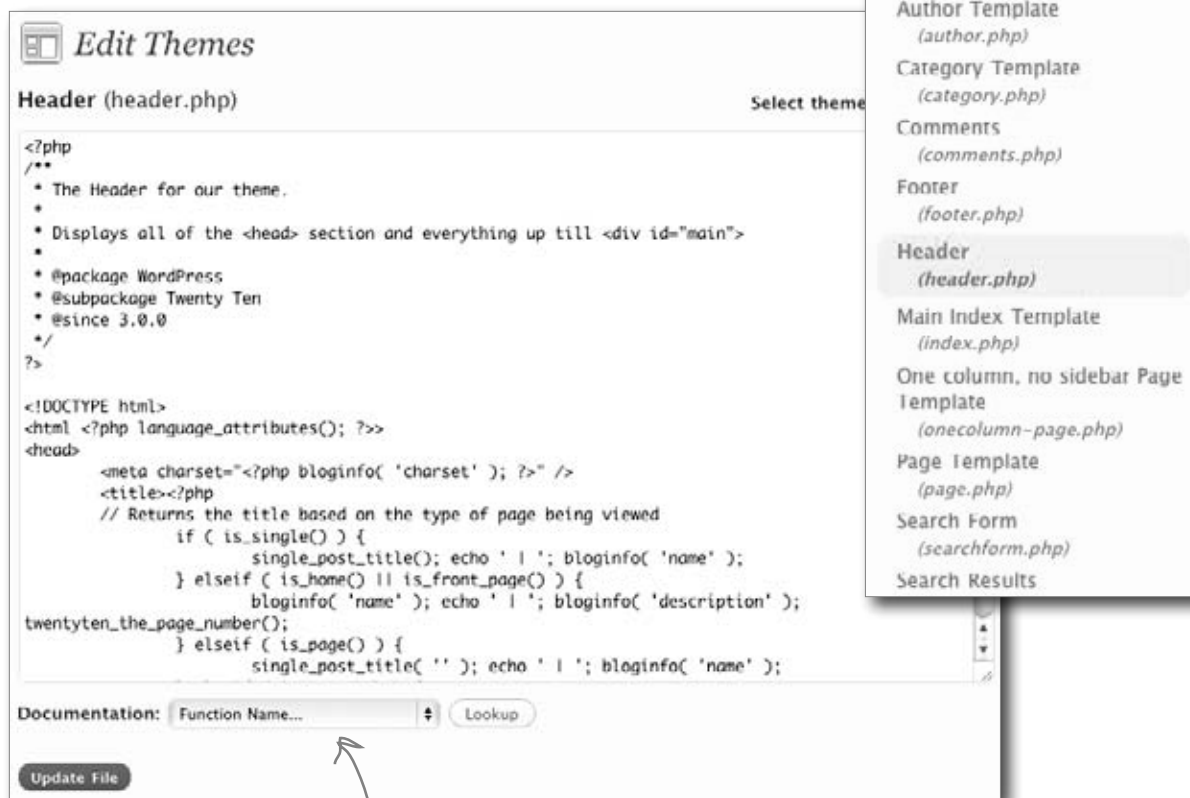 Edit Themes
Header (header.php)
Select theme
<?php
/**
 * The Header for our theme.
 *
 * Displays all of the <head> section and everything up till <div id="main">
 *
 * @package WordPress
 * @subpackage Twenty Ten
 * @since 3.0.0
 */
?>
<!DOCTYPE html>
<html <?php language_attributes(); ?>>
<head>
<meta charset="<?php bloginfo( 'charset' ); ?>" />
<title><?php
// Returns the title based on the type of page being viewed
if ( is_single() ) {
single_post_title(); echo ' | '; bloginfo( 'name' );
} elseif ( is_home() || is_front_page() ) {
bloginfo( 'name' ); echo ' | '; bloginfo( 'description' );
twentyten_the_page_number();
} elseif ( is_page() ) {
single_post_title( '' ); echo ' | '; bloginfo( 'name' );
Documentation: Function Name... Lookup
Update File
Author Template
(author.php)
Category Template
(category.php)
Comments
(comments.php)
Footer
(footer.php)
Header
(header.php)
Main Index Template
(index.php)
One column, no sidebar Page
Template
(onecolumn-page.php)
Page Template
(page.php)
Search Form
(searchform.php)
Search Results